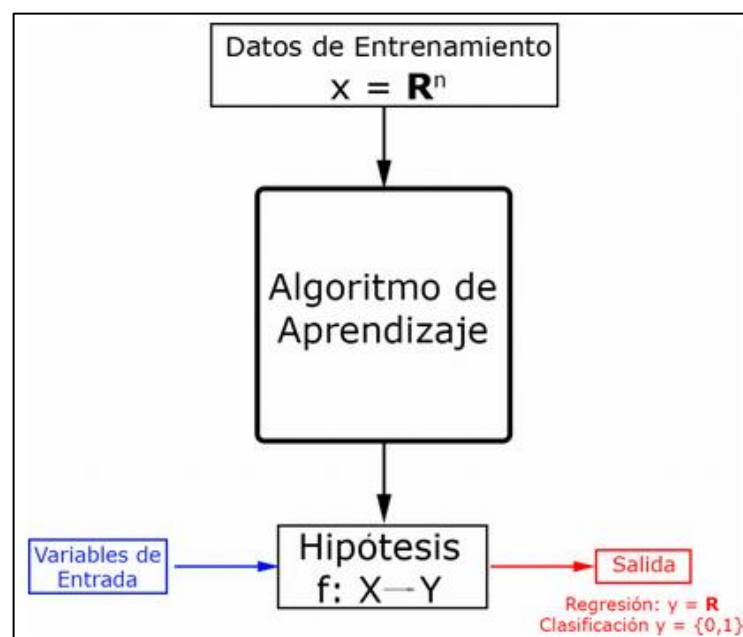 Datos de Entrenamiento
x = Rⁿ
Algoritmo de
Aprendizaje
Variables de
Entrada
Hipótesis
f: X→Y
Salida
Regresión: y = R
Clasificación y = {0,1}